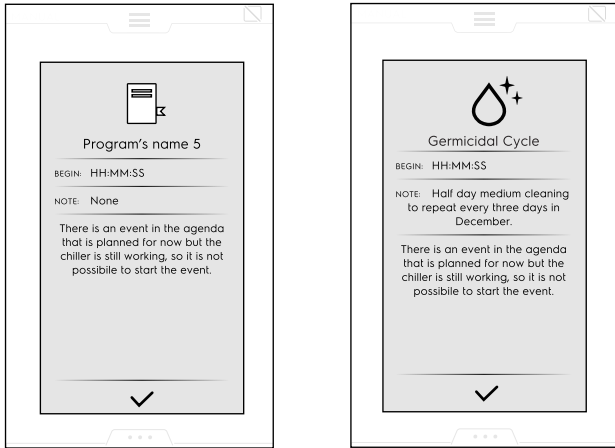 Program's name 5
BEGIN: HH:MM:SS
NOTE: None
There is an event in the agenda
that is planned for now but the
chiller is still working, so it is not
possibile to start the event.
Germicidal Cycle
BEGIN: HH:MM:SS
NOTE: Half day medium cleaning
to repeat every three days in
December.
There is an event in the agenda
that is planned for now but the
chiller is still working, so it is not
possibile to start the event.